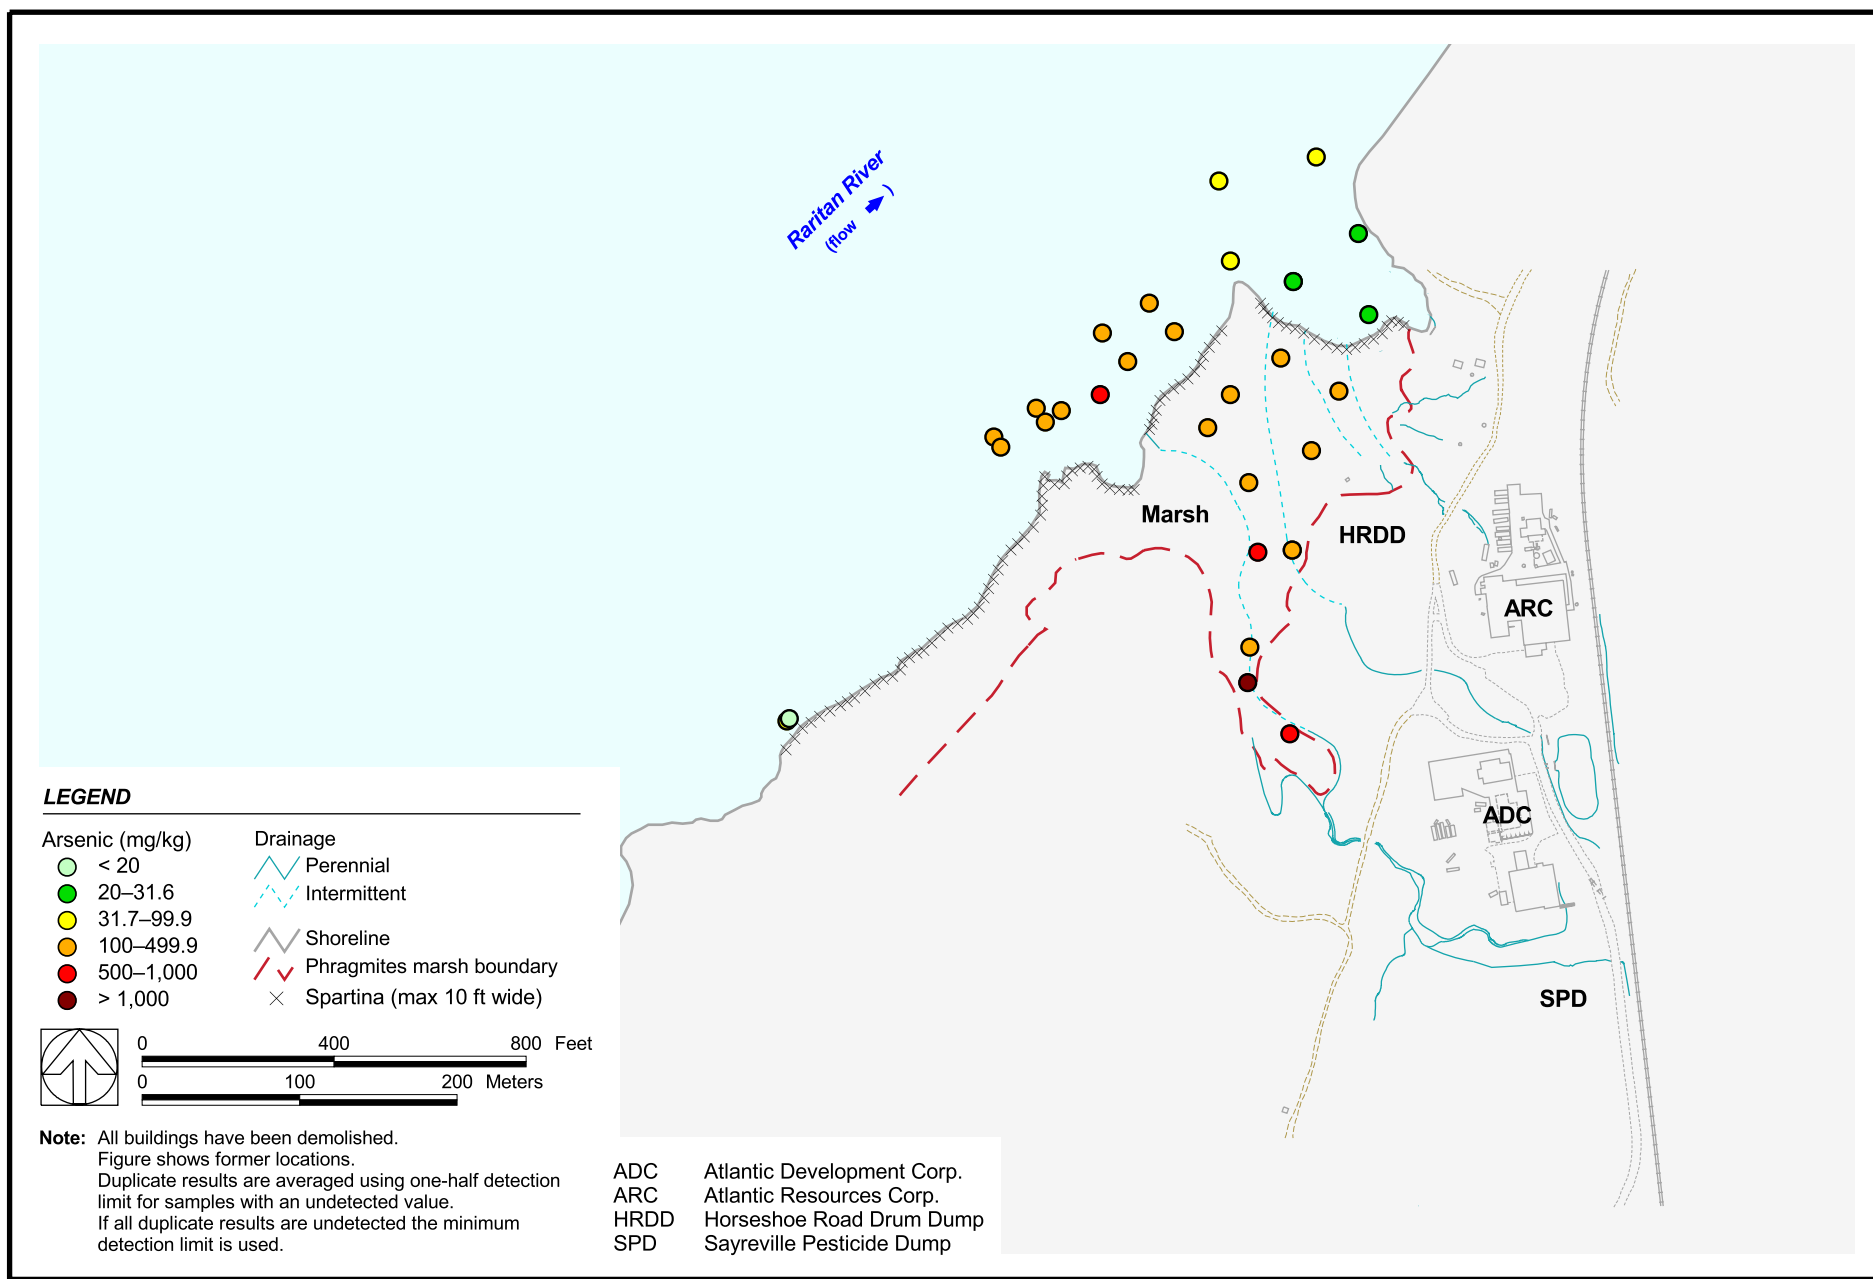 Raritan River
(flow )
Marsh
HRDD
ARC
ADC
SPD
LEGEND
Arsenic (mg/kg)
< 20
20–31.6
31.7–99.9
100–499.9
500–1,000
> 1,000
Drainage
Perennial
Intermittent
Shoreline
Phragmites marsh boundary
Spartina (max 10 ft wide)
0 400 800 Feet
0 100 200 Meters
Note: All buildings have been demolished.
Figure shows former locations.
Duplicate results are averaged using one-half detection
limit for samples with an undetected value.
If all duplicate results are undetected the minimum
detection limit is used.
ADC Atlantic Development Corp.
ARC Atlantic Resources Corp.
HRDD Horseshoe Road Drum Dump
SPD Sayreville Pesticide Dump